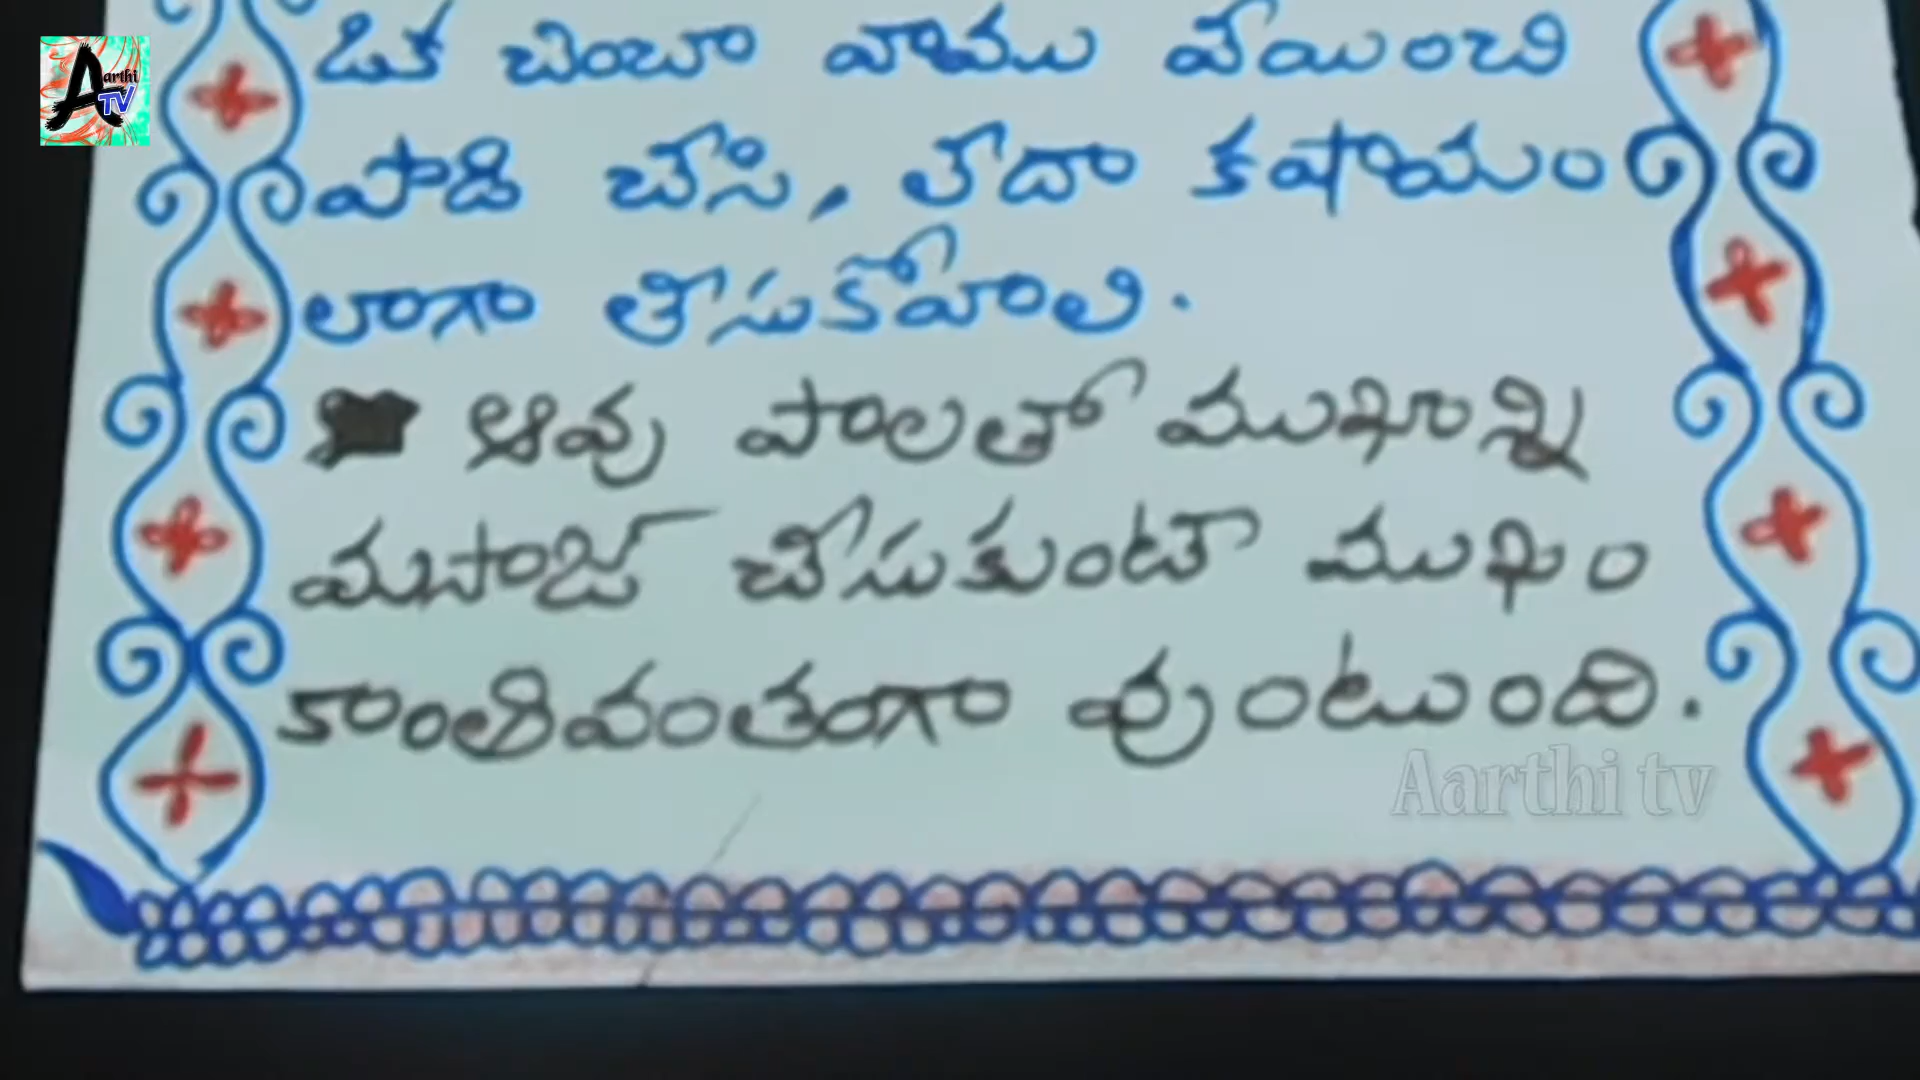 ఒక చెంచా వాము వేయించి
పొడి చేసి, లేదా కషాయం
లాగా తీసుకోవాలి.
ఆవు పాలతో ముఖాన్ని
మసాజ్ చేసుకుంటే ముఖం
కాంతివంతంగా వుంటుంది.
Aarthi tv
Aarthi TV